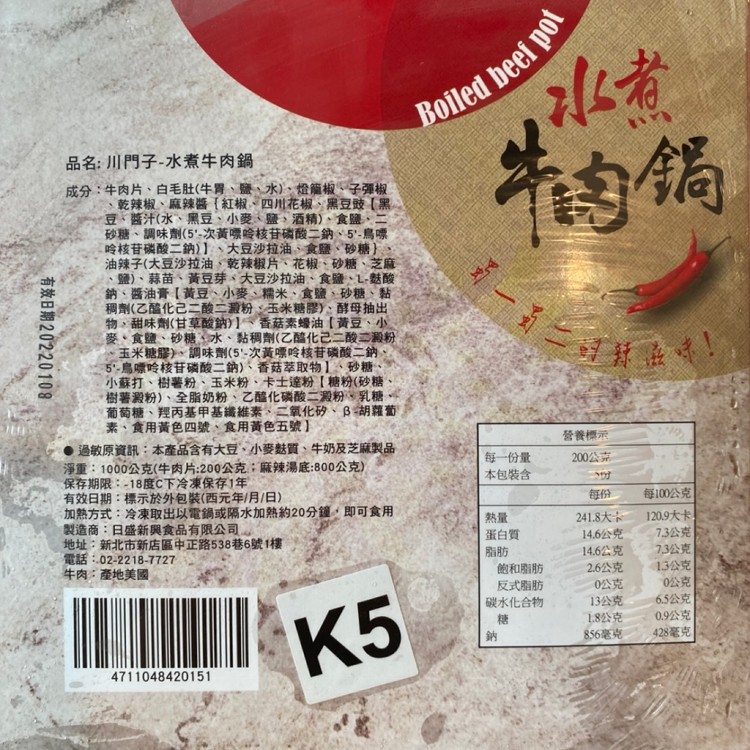 Boiled beef pot
水煮
牛肉鍋
辣滋味!
品名: 川門子-水煮牛肉鍋
成分：牛肉片、白毛肚(牛胃、鹽、水)、燈籠椒、子彈椒
、乾辣椒、麻辣醬｛紅椒、四川花椒、黑豆豉【黑
豆、醬汁(水、黑豆、小麥、鹽、酒精)、食鹽、二
砂糖、調味劑(5'-次黃嘌呤核苷磷酸二鈉、5'-鳥嘌
呤核苷磷酸二鈉)】、大豆沙拉油、食鹽、砂糖｝、
油辣子(大豆沙拉油、乾辣椒片、花椒、砂糖、芝麻
、鹽)、蒜苗、黃豆芽、大豆沙拉油、食鹽、L-麩酸
鈉、醬油膏【黃豆、小麥、糯米、食鹽、砂糖、黏
稠劑(乙醯化己二酸二澱粉、玉米糖膠)、酵母抽出
物、甜味劑(甘草酸鈉)】、香菇素蠔油【黃豆、小
麥、食鹽、砂糖、水、黏稠劑(乙醯化己二酸二澱粉
、玉米糖膠)、調味劑(5'-次黃嘌呤核苷磷酸二鈉、
5'-鳥嘌呤核苷磷酸二鈉)、香菇萃取物】、砂糖、
小蘇打、樹薯粉、玉米粉、卡士達粉【糖粉(砂糖、
樹薯澱粉)、全脂奶粉、乙醯化磷酸二澱粉、乳糖、
葡萄糖、羥丙基甲基纖維素、二氧化矽、β-胡蘿蔔
素、食用黃色四號、食用黃色五號】
有效日期20220108
● 過敏原資訊：本產品含有大豆、小麥麩質、牛奶及芝麻製品
淨重：1000公克(牛肉片:200公克；麻辣湯底:800公克)
保存期限：-18度C下冷凍保存1年
有效日期：標示於外包裝(西元年/月/日)
加熱方式：冷凍取出以電鍋或隔水加熱約20分鐘，即可食用
製造商：日盛新興食品有限公司
地址：新北市新店區中正路538巷6號1樓
電話：02-2218-7727
牛肉：產地美國
4711048420151
K5
營養標示
每一份量 200公克
本包裝含 5份
每份 每100公克
熱量 241.8大卡 120.9大卡
蛋白質 14.6公克 7.3公克
脂肪 14.6公克 7.3公克
飽和脂肪 2.6公克 1.3公克
反式脂肪 0公克 0公克
碳水化合物 13公克 6.5公克
糖 1.8公克 0.9公克
鈉 856毫克 428毫克